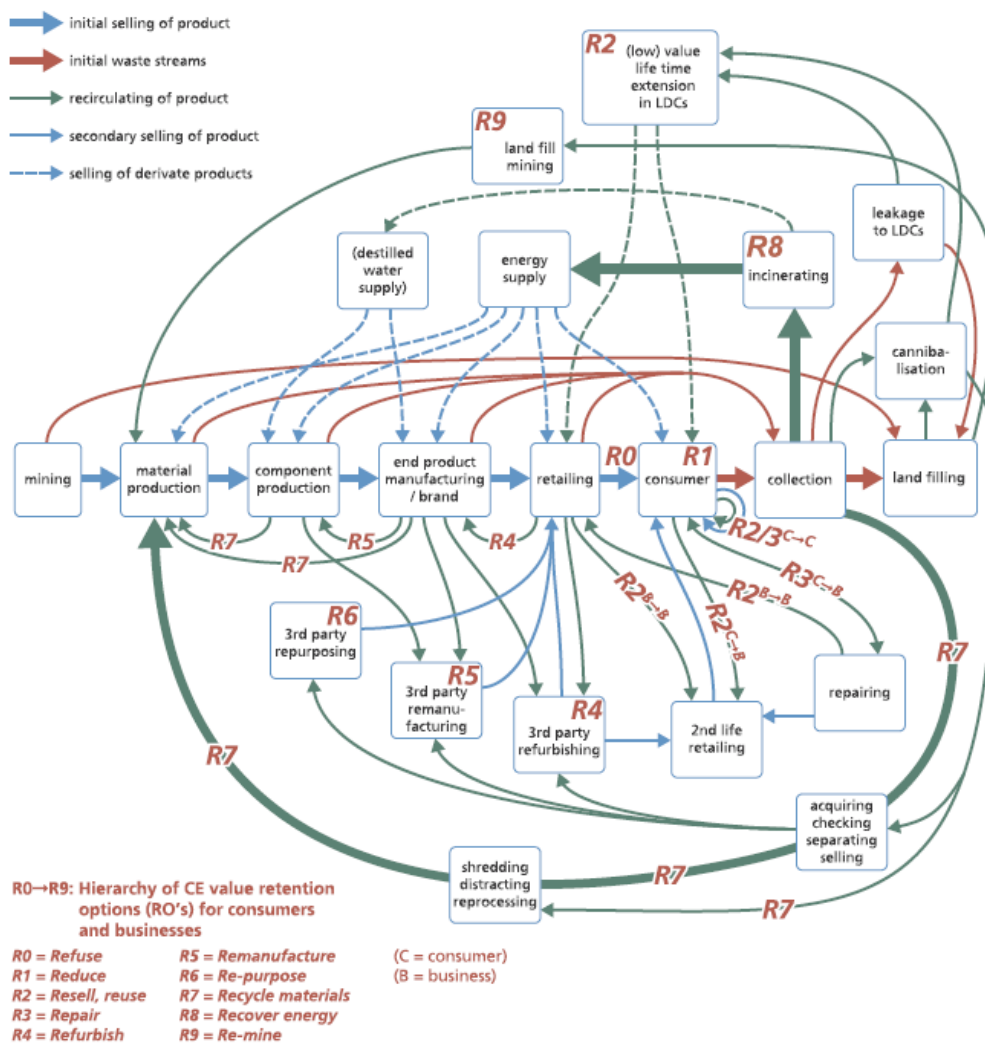 initial selling of product
initial waste streams
recirculating of product
secondary selling of product
selling of derivate products
R2
(low) value
life time
extension
in LDCs
R9
land fill
mining
leakage
to LDCs
(destilled
water
supply)
energy
supply
R8
incinerating
canniba-
lisation
mining
material
production
component
production
end product
manufacturing
/ brand
retailing
R0
R1
consumer
collection
land filling
R7
R7
R5
R4
R2/3 C→C
R3 C→B
R2 B→B
R2 B→B
R2 C→B
R6
3rd party
repurposing
R5
3rd party
remanu-
facturing
R4
3rd party
refurbishing
2nd life
retailing
repairing
R7
R7
acquiring
checking
separating
selling
shredding
distracting
reprocessing
R7
R7
R0→R9: Hierarchy of CE value retention
options (RO's) for consumers
and businesses
R0 = Refuse
R1 = Reduce
R2 = Resell, reuse
R3 = Repair
R4 = Refurbish
R5 = Remanufacture
R6 = Re-purpose
R7 = Recycle materials
R8 = Recover energy
R9 = Re-mine
(C = consumer)
(B = business)